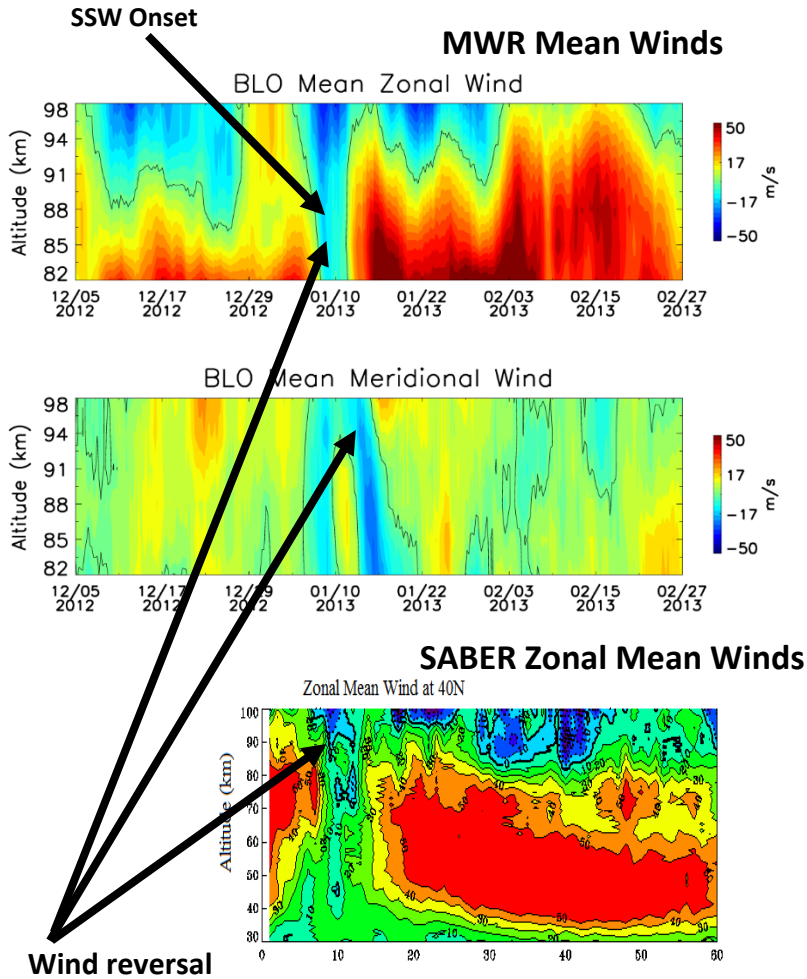 SSW Onset
MWR Mean Winds
BLO Mean Zonal Wind
Altitude (km)
98
94
91
88
85
82
12/05 12/17 12/29 01/10 01/22 02/03 02/15 02/27
2012 2012 2012 2013 2013 2013 2013 2013
50
17
−17
−50
m/s
BLO Mean Meridional Wind
Altitude (km)
98
94
91
88
85
82
12/05 12/17 01/10 01/22 02/03 02/15 02/27
2012 2012 2012 2013 2013 2013 2013 2013
50
17
−17
−50
m/s
SABER Zonal Mean Winds
Zonal Mean Wind at 40N
Altitude (km)
100
90
80
70
60
50
40
30
0 10 20 30 40 50 60
Wind reversal